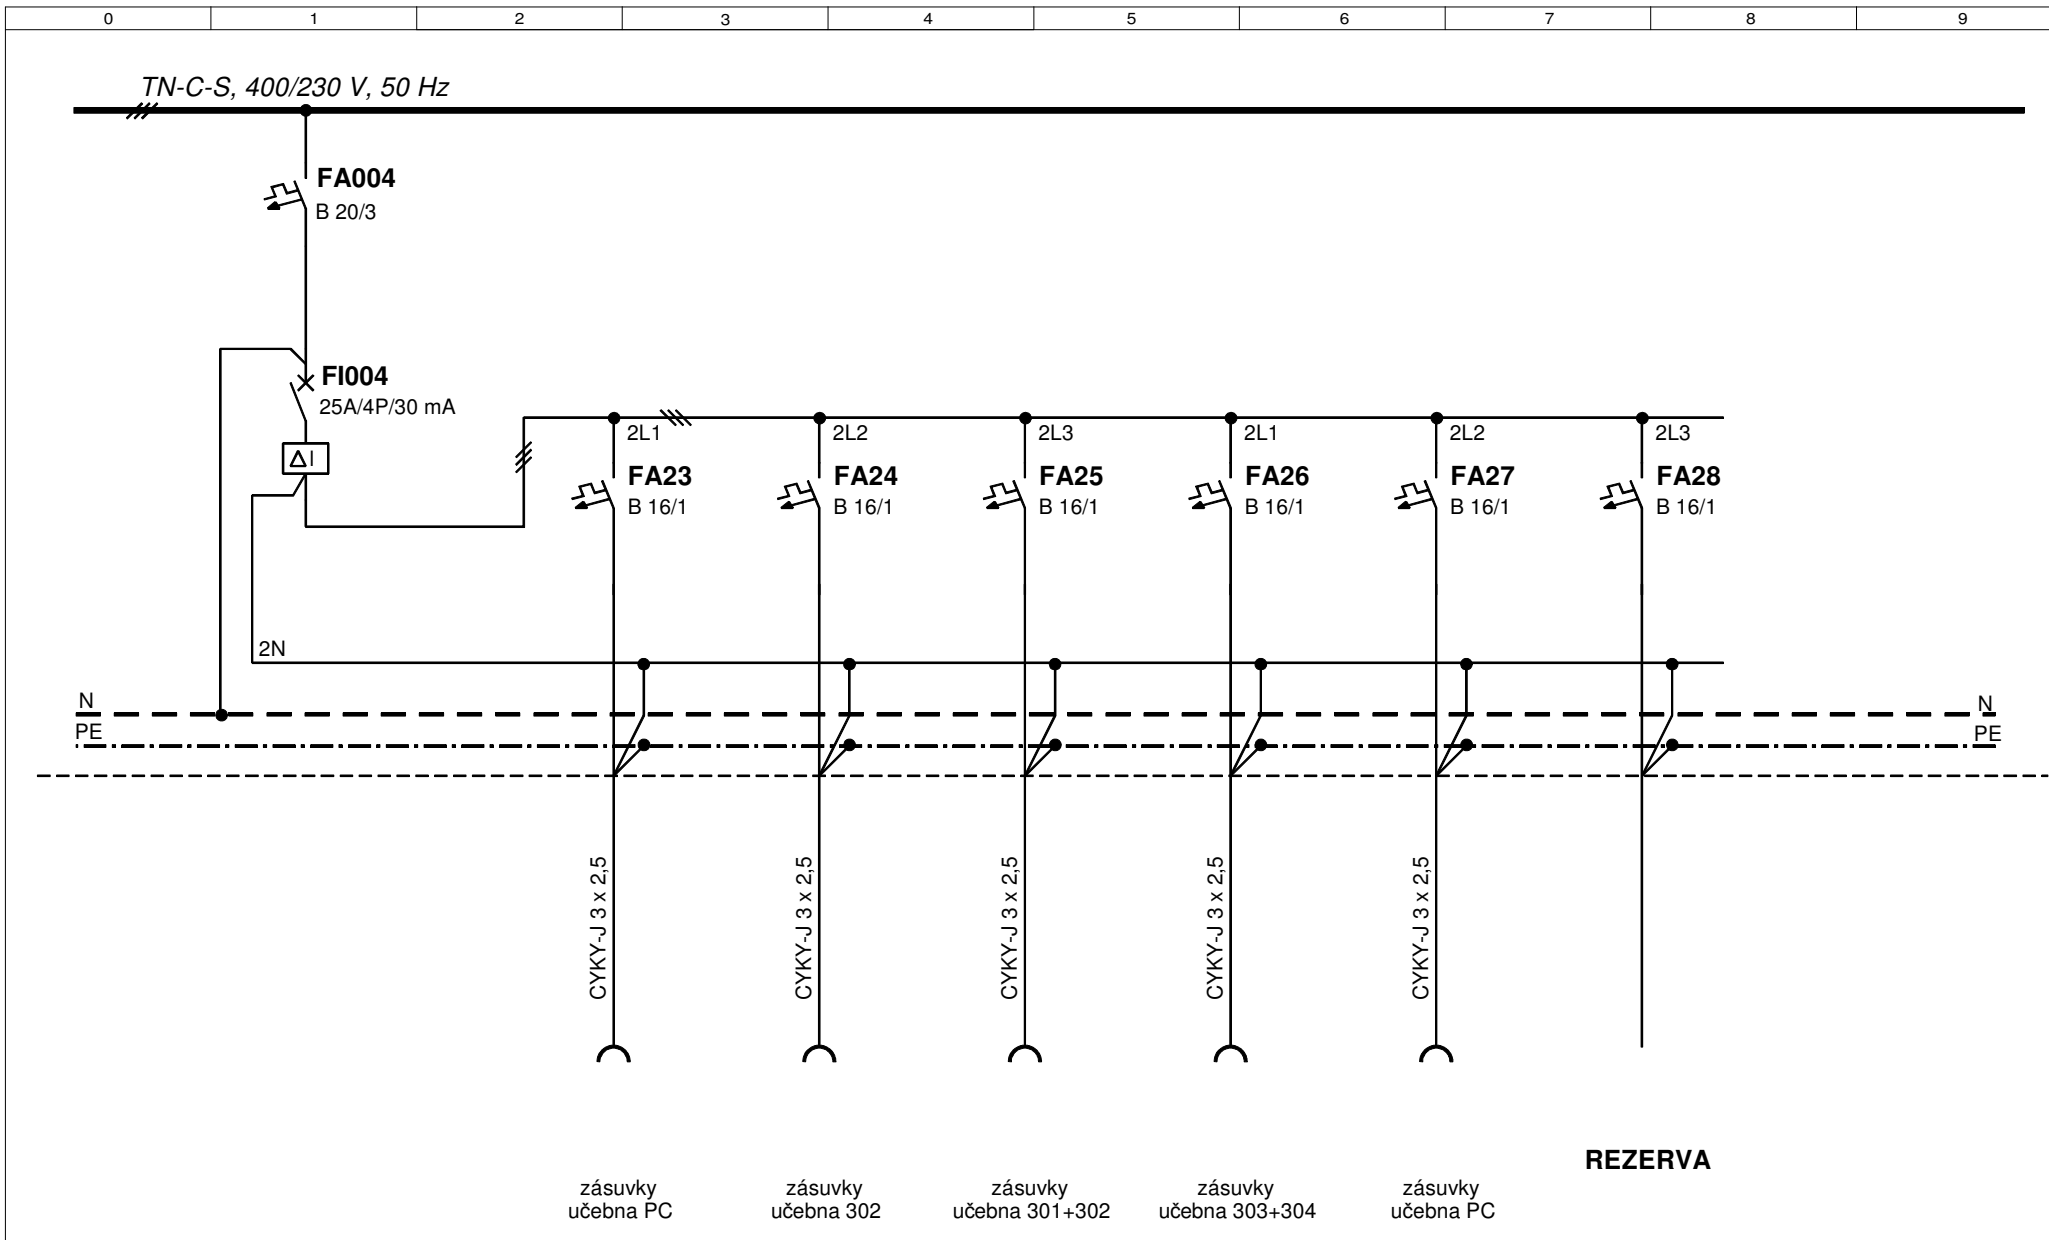 0 1 2 3 4 5 6 7 8 9
TN-C-S, 400/230 V, 50 Hz
FA004
B 20/3
FI004
25A/4P/30 mA
ΔI
2L1 2L2 2L3 2L1 2L2 2L3
FA23 FA24 FA25 FA26 FA27 FA28
B 16/1 B 16/1 B 16/1 B 16/1 B 16/1 B 16/1
2N
N N
PE PE
CYKY-J 3 x 2,5
CYKY-J 3 x 2,5
CYKY-J 3 x 2,5
CYKY-J 3 x 2,5
CYKY-J 3 x 2,5
REZERVA
zásuvky zásuvky zásuvky zásuvky zásuvky
učebna PC učebna 302 učebna 301+302 učebna 303+304 učebna PC